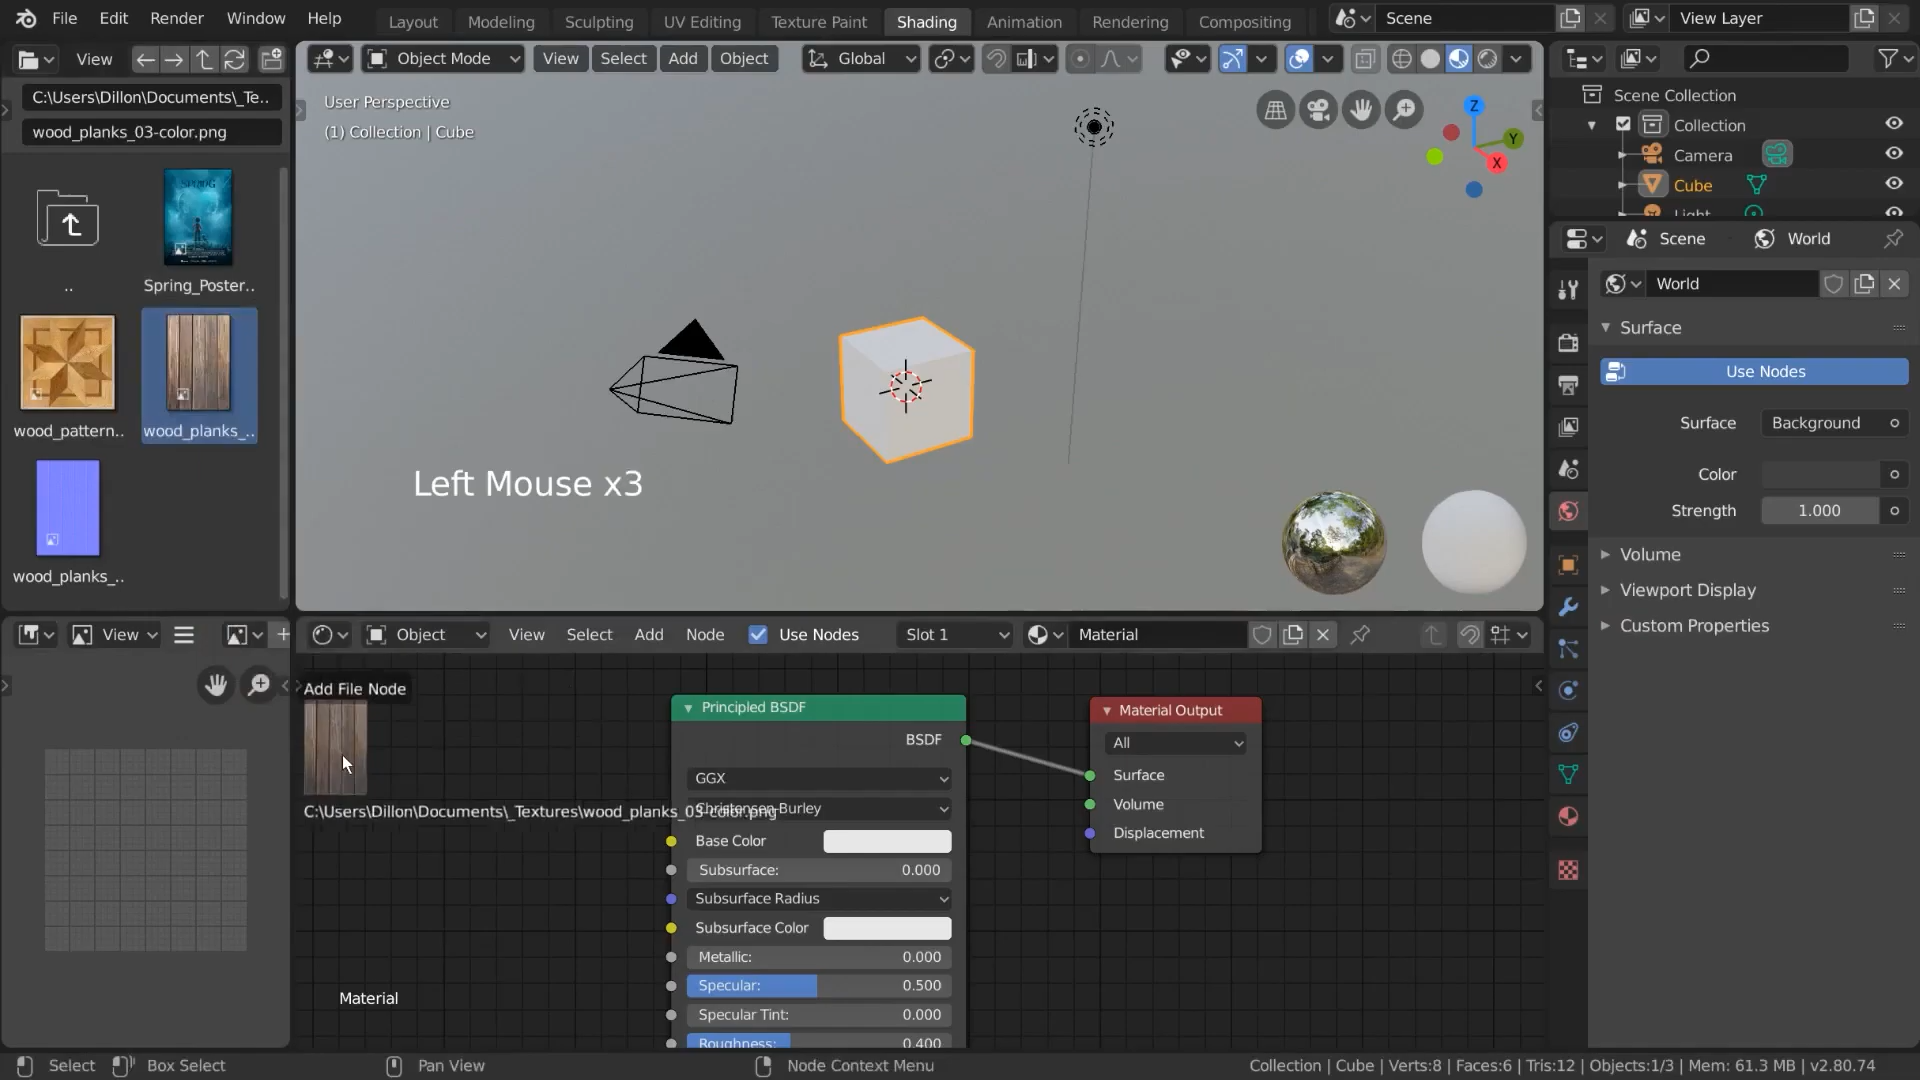 File Edit Render Window Help Layout Modeling Sculpting UV Editing Texture Paint Shading Animation Rendering Compositing Scene View Layer
View Object Mode View Select Add Object Global
C:\Users\Dillon\Documents\_Te..
wood_planks_03-color.png
User Perspective
(1) Collection | Cube
Z
Y
X
Scene Collection
Collection
Camera
Cube
Light
..
Spring_Poster..
wood_pattern..
wood_planks_..
wood_planks_..
Left Mouse x3
Scene World
World
Surface
Use Nodes
Surface Background
Color
Strength 1.000
Volume
Viewport Display
Custom Properties
View Object View Select Add Node Use Nodes Slot 1 Material
Add File Node
C:\Users\Dillon\Documents\_Textures\wood_planks_03-color.png
Principled BSDF
BSDF
GGX
Christensen-Burley
Base Color
Subsurface: 0.000
Subsurface Radius
Subsurface Color
Metallic: 0.000
Specular: 0.500
Specular Tint: 0.000
Roughness: 0.400
Material Output
All
Surface
Volume
Displacement
Material
Select Box Select Pan View Node Context Menu Collection | Cube | Verts:8 | Faces:6 | Tris:12 | Objects:1/3 | Mem: 61.3 MB | v2.80.74